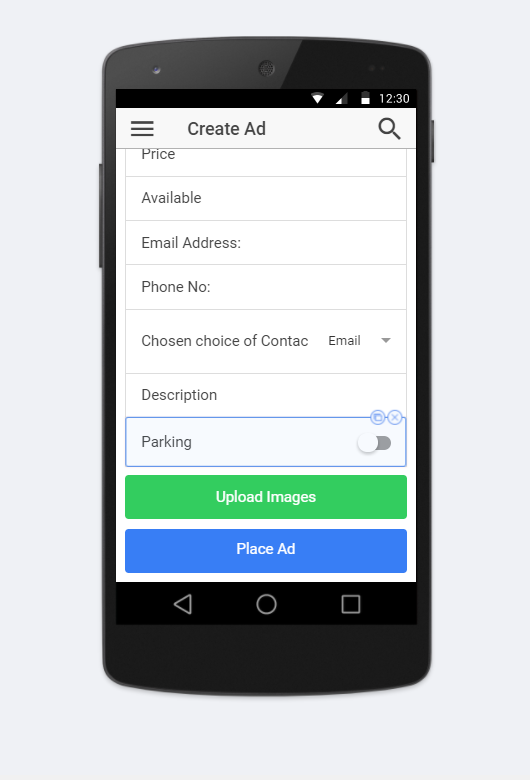 12:30
Create Ad
Price
Available
Email Address:
Phone No:
Chosen choice of Contac Email
Description
Parking
Upload Images
Place Ad